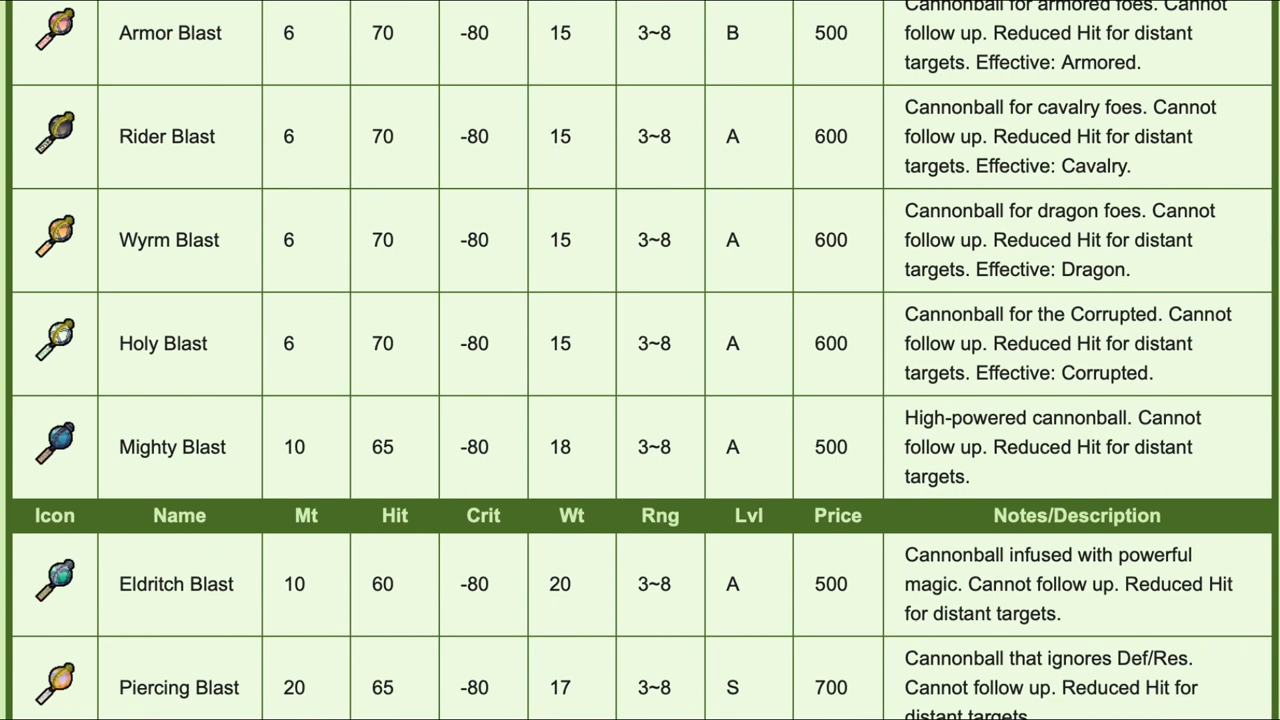 Cannonball for armored foes. Cannot
Armor Blast 6 70 -80 15 3~8 B 500 follow up. Reduced Hit for distant
targets. Effective: Armored.
Cannonball for cavalry foes. Cannot
Rider Blast 6 70 -80 15 3~8 A 600 follow up. Reduced Hit for distant
targets. Effective: Cavalry.
Cannonball for dragon foes. Cannot
Wyrm Blast 6 70 -80 15 3~8 A 600 follow up. Reduced Hit for distant
targets. Effective: Dragon.
Cannonball for the Corrupted. Cannot
Holy Blast 6 70 -80 15 3~8 A 600 follow up. Reduced Hit for distant
targets. Effective: Corrupted.
High-powered cannonball. Cannot
Mighty Blast 10 65 -80 18 3~8 A 500 follow up. Reduced Hit for distant
targets.
Icon Name Mt Hit Crit Wt Rng Lvl Price Notes/Description
Cannonball infused with powerful
Eldritch Blast 10 60 -80 20 3~8 A 500 magic. Cannot follow up. Reduced Hit
for distant targets.
Cannonball that ignores Def/Res.
Piercing Blast 20 65 -80 17 3~8 S 700 Cannot follow up. Reduced Hit for
distant targets.